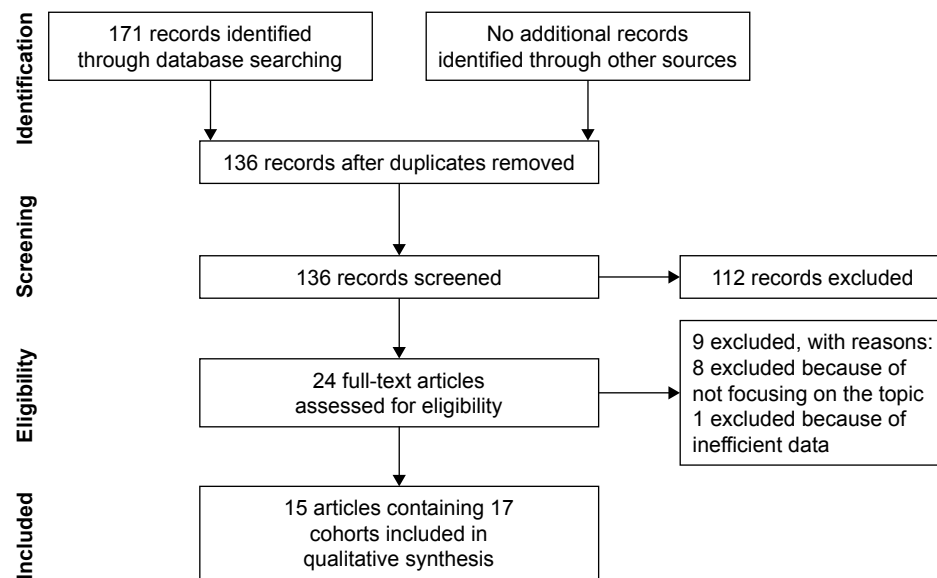 Identification
171 records identified
through database searching
No additional records
identified through other sources
136 records after duplicates removed
Screening
136 records screened
112 records excluded
Eligibility
24 full-text articles
assessed for eligibility
9 excluded, with reasons:
8 excluded because of
not focusing on the topic
1 excluded because of
inefficient data
Included
15 articles containing 17
cohorts included in
qualitative synthesis